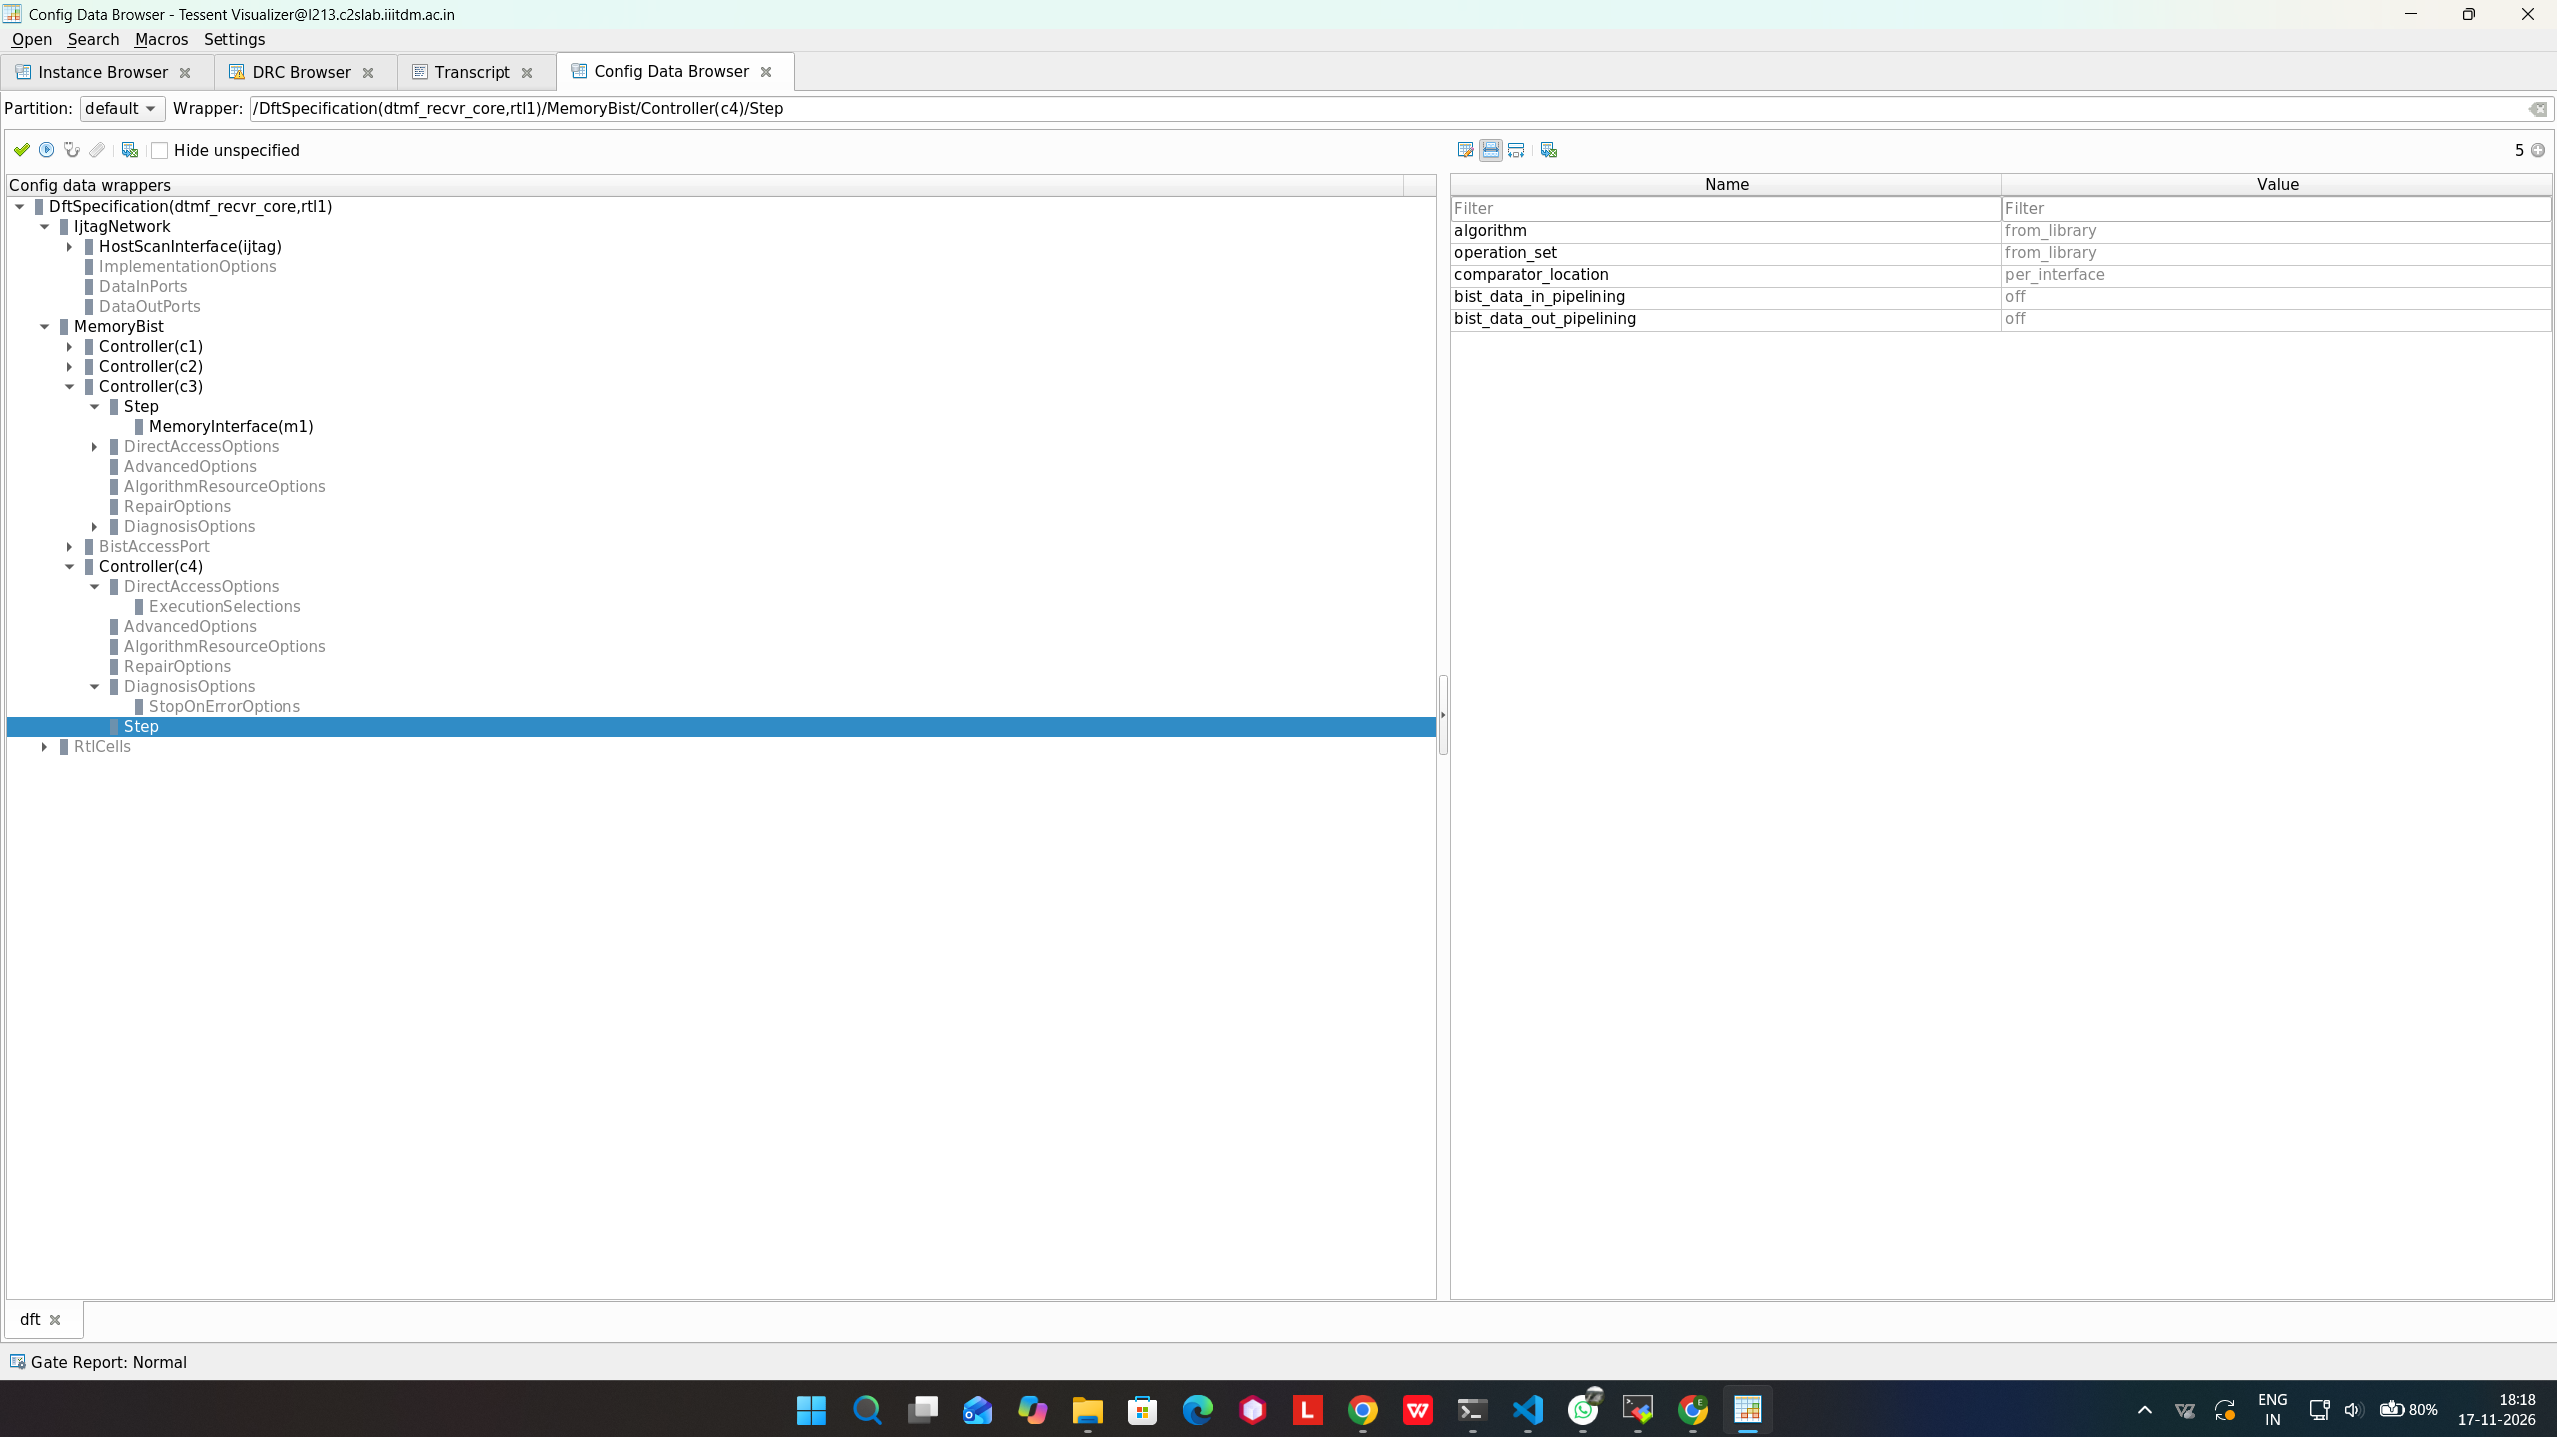 Config Data Browser - Tessent Visualizer@l213.c2slab.iiitdm.ac.in
Open Search Macros Settings
Instance Browser DRC Browser Transcript Config Data Browser
Partition: default Wrapper: /DftSpecification(dtmf_recvr_core,rtl1)/MemoryBist/Controller(c4)/Step
Hide unspecified
5
Config data wrappers
DftSpecification(dtmf_recvr_core,rtl1)
IjtagNetwork
HostScanInterface(ijtag)
ImplementationOptions
DataInPorts
DataOutPorts
MemoryBist
Controller(c1)
Controller(c2)
Controller(c3)
Step
MemoryInterface(m1)
DirectAccessOptions
AdvancedOptions
AlgorithmResourceOptions
RepairOptions
DiagnosisOptions
BistAccessPort
Controller(c4)
DirectAccessOptions
ExecutionSelections
AdvancedOptions
AlgorithmResourceOptions
RepairOptions
DiagnosisOptions
StopOnErrorOptions
Step
RtlCells
Name Value
Filter Filter
algorithm from_library
operation_set from_library
comparator_location per_interface
bist_data_in_pipelining off
bist_data_out_pipelining off
dft
Gate Report: Normal
ENG
IN
80%
18:18
17-11-2026